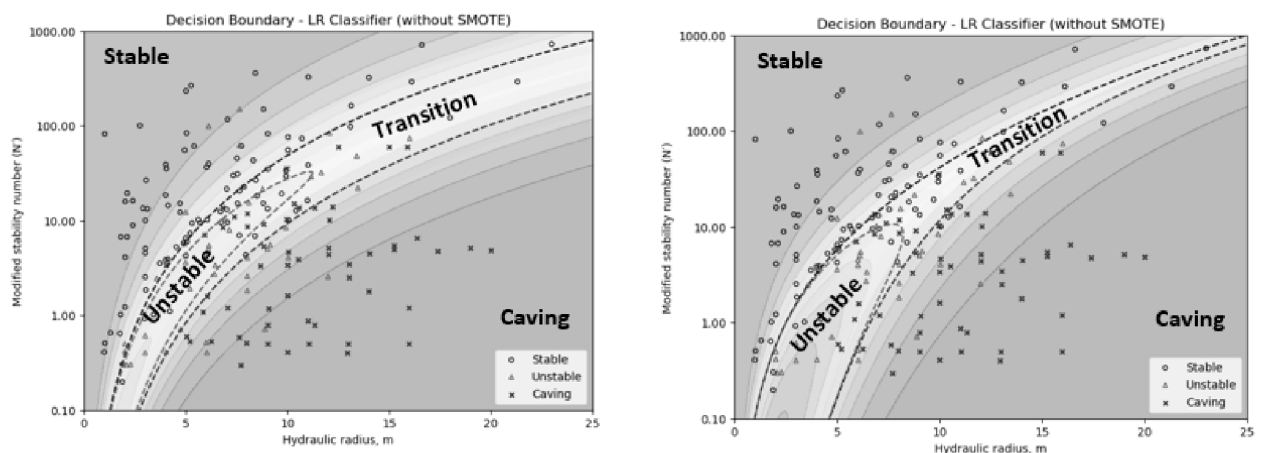 Decision Boundary - LR Classifier (without SMOTE)
1000.00
100.00
10.00
1.00
0.10
Modified stability number (N')
Stable
Transition
Unstable
Caving
Stable
Unstable
Caving
0
5
10
15
20
25
Hydraulic radius, m
Decision Boundary - LR Classifier (without SMOTE)
1000.00
100.00
10.00
1.00
0.10
Modified stability number (N')
Stable
Transition
Unstable
Caving
Stable
Unstable
Caving
0
5
10
15
20
25
Hydraulic radius, m